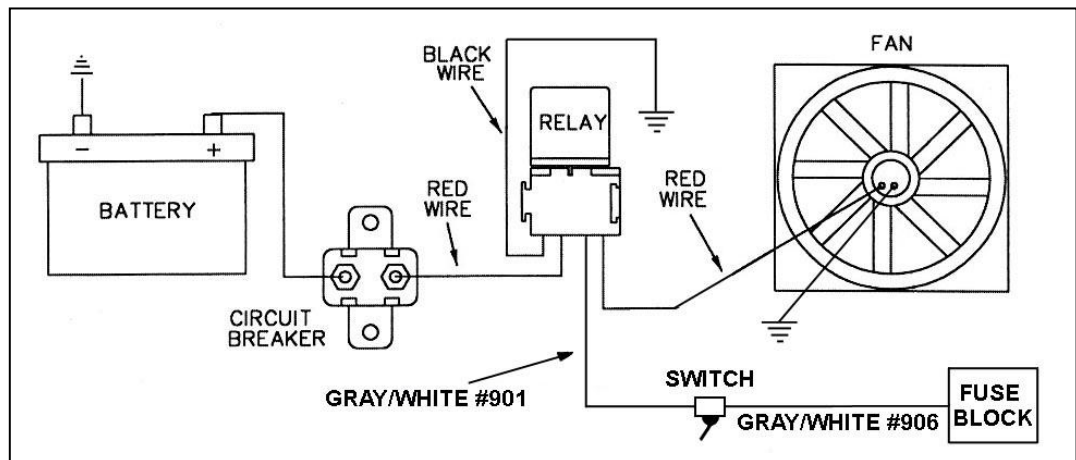 BLACK
WIRE
FAN
RELAY
−
+
BATTERY
RED
WIRE
RED
WIRE
CIRCUIT
BREAKER
GRAY/WHITE #901
SWITCH
GRAY/WHITE #906
FUSE
BLOCK